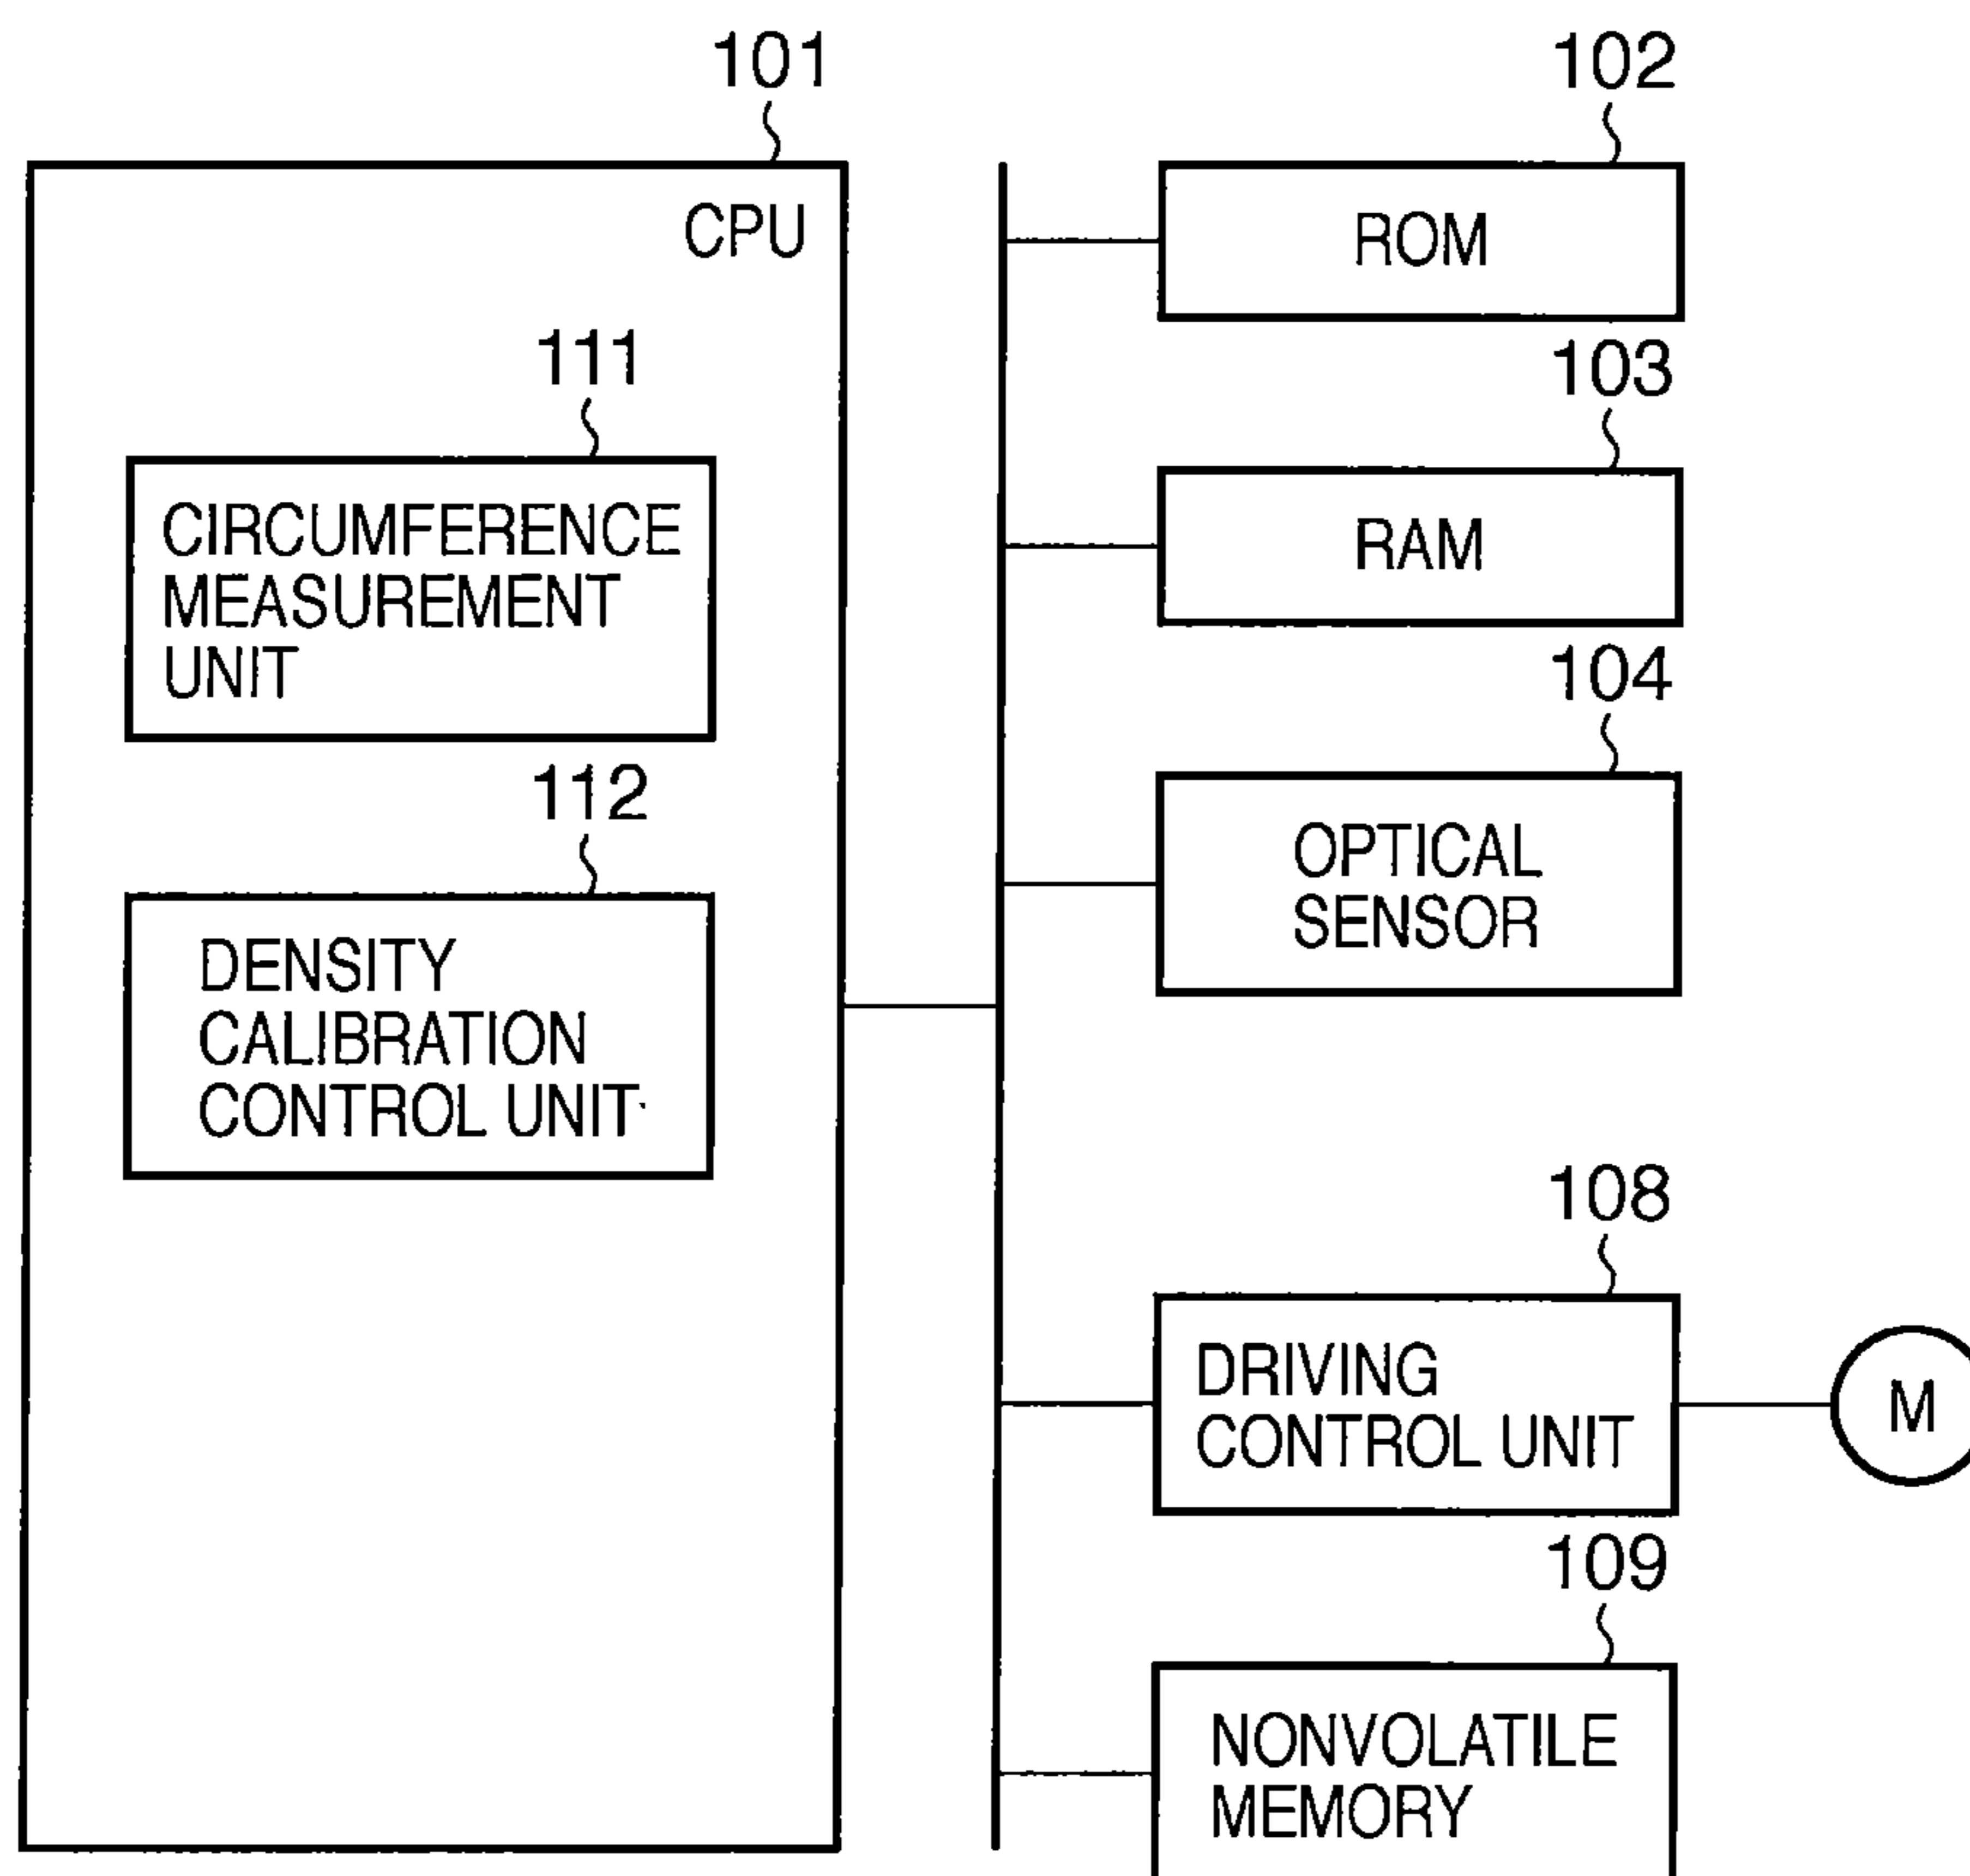 101
CPU
111
CIRCUMFERENCE
MEASUREMENT
UNIT
112
DENSITY
CALIBRATION
CONTROL UNIT
102
ROM
103
RAM
104
OPTICAL
SENSOR
108
DRIVING
CONTROL UNIT
M
109
NONVOLATILE
MEMORY